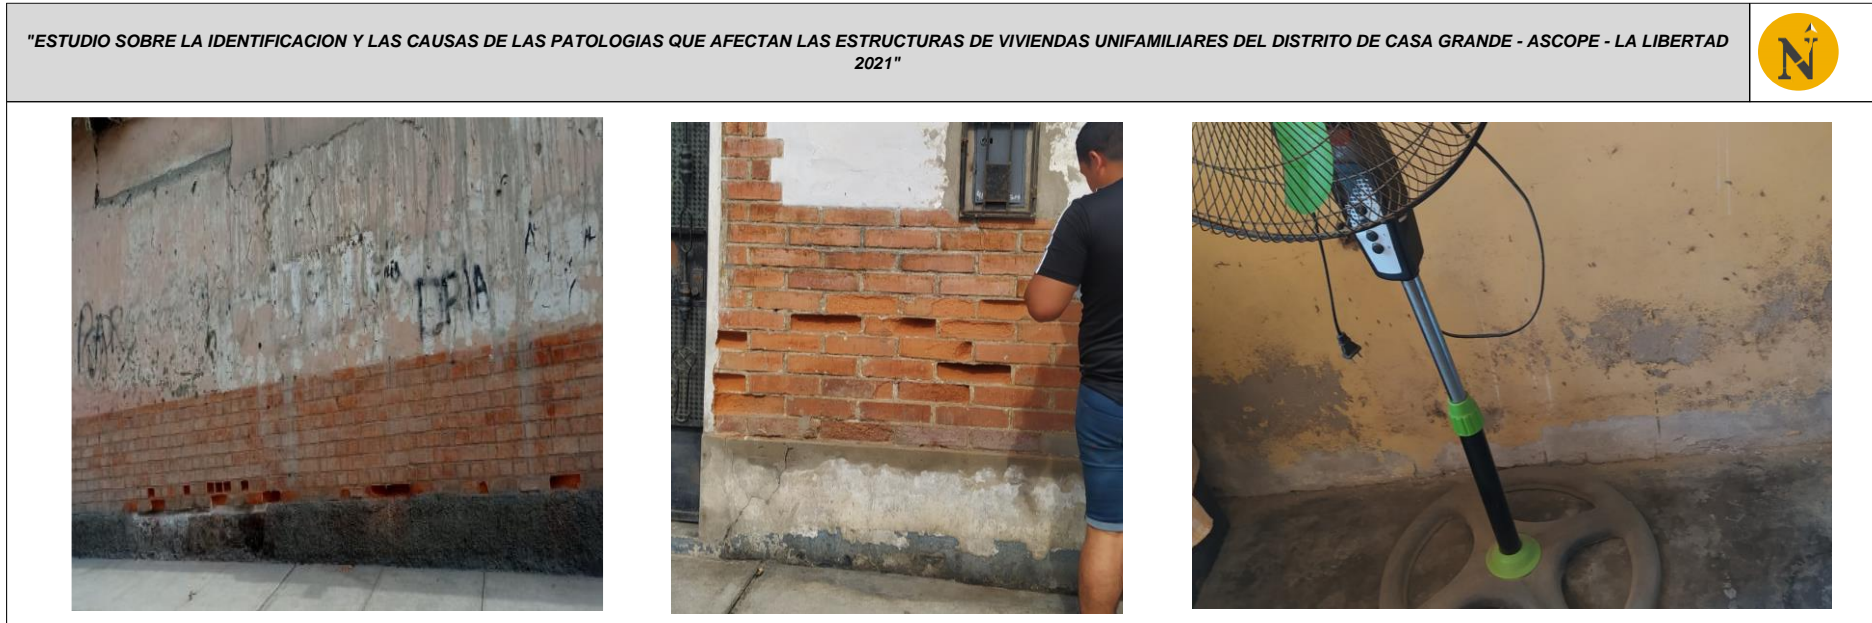 "ESTUDIO SOBRE LA IDENTIFICACION Y LAS CAUSAS DE LAS PATOLOGIAS QUE AFECTAN LAS ESTRUCTURAS DE VIVIENDAS UNIFAMILIARES DEL DISTRITO DE CASA GRANDE - ASCOPE - LA LIBERTAD
2021"
N